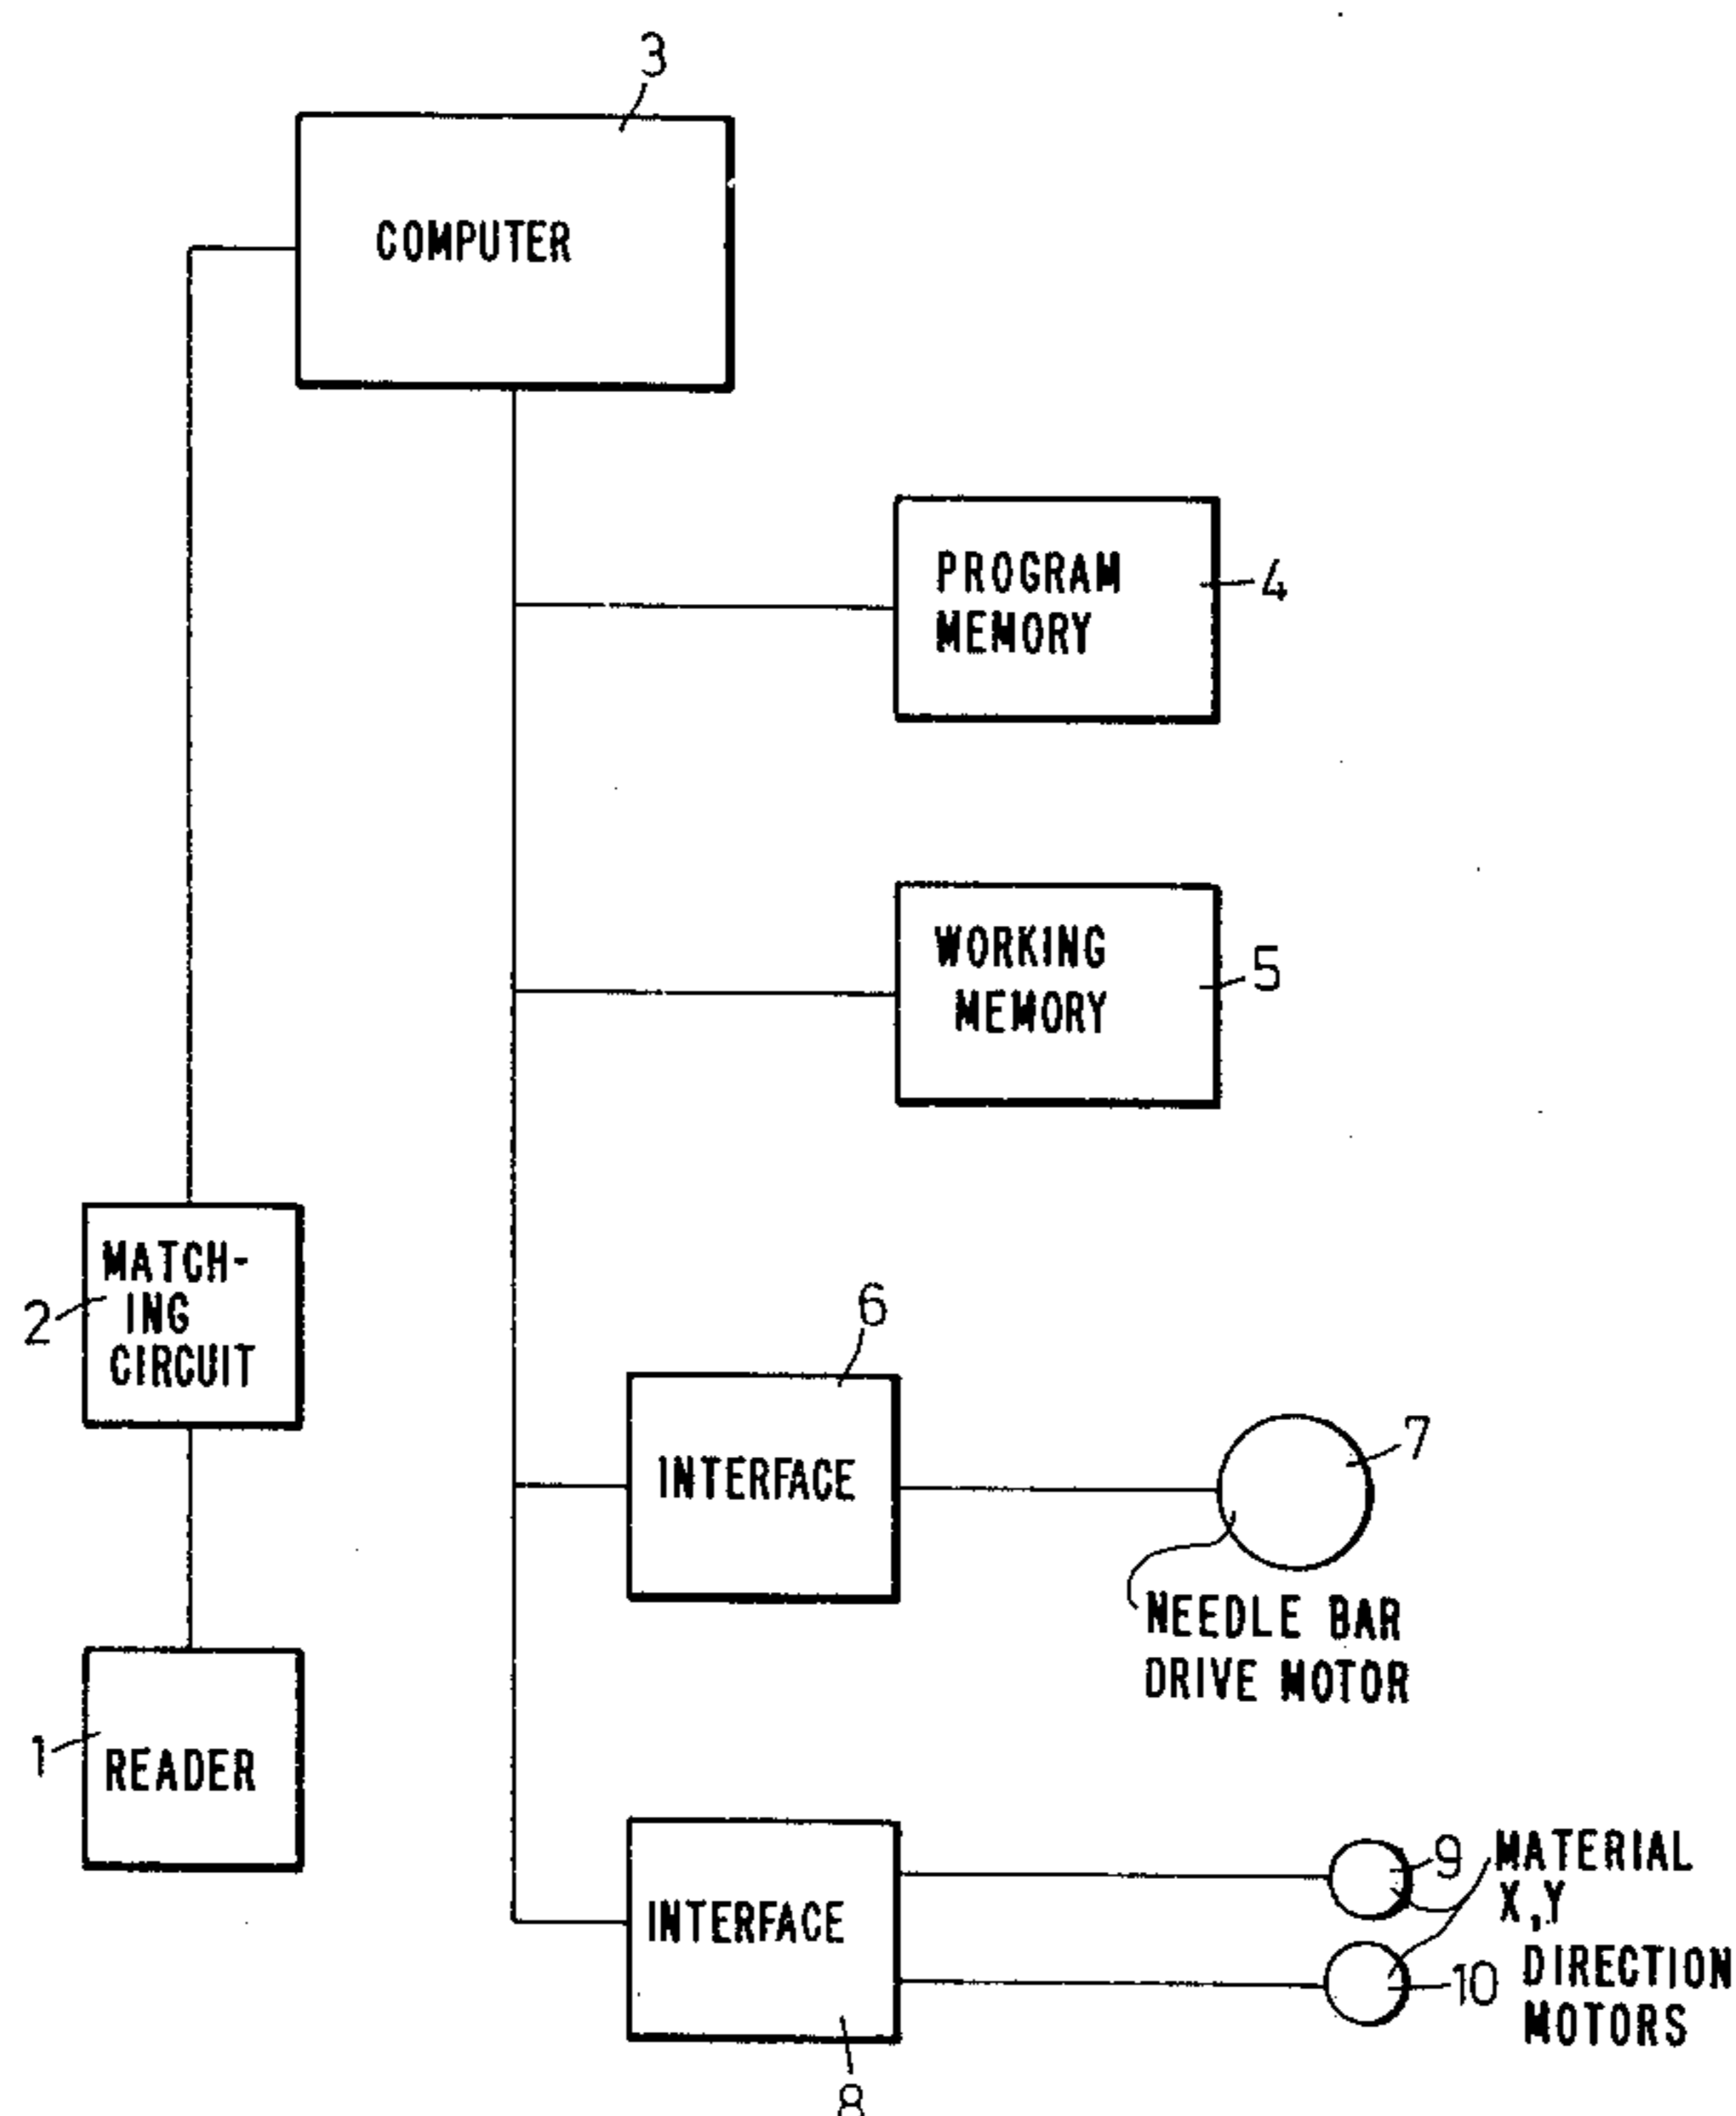 3
COMPUTER
PROGRAM
MEMORY
4
WORKING
MEMORY
5
MATCH-
ING
CIRCUIT
2
6
INTERFACE
7
NEEDLE BAR
DRIVE MOTOR
1
READER
INTERFACE
8
9
10
MATERIAL
X,Y
DIRECTION
MOTORS